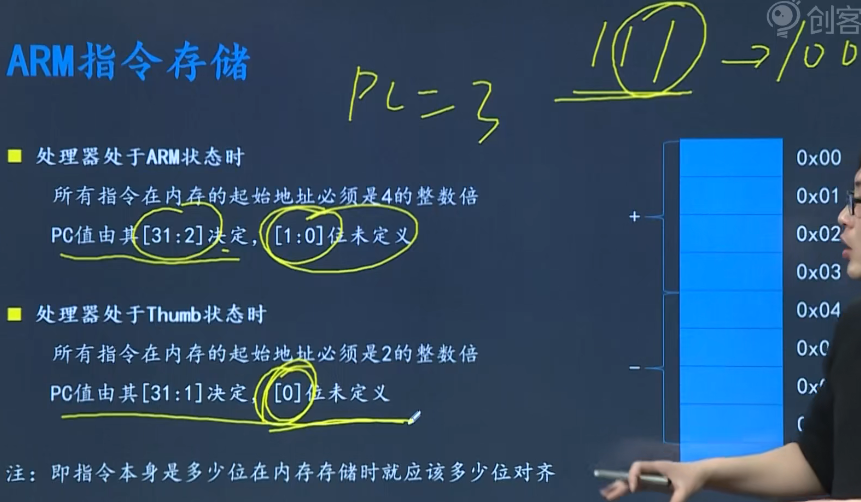 创客
ARM指令存储
PC=3
111→100
处理器处于ARM状态时
所有指令在内存的起始地址必须是4的整数倍
PC值由其[31:2]决定，[1:0]位未定义
处理器处于Thumb状态时
所有指令在内存的起始地址必须是2的整数倍
PC值由其[31:1]决定，[0]位未定义
注：即指令本身是多少位在内存存储时就应该多少位对齐
0x00
0x01
0x02
0x03
0x04